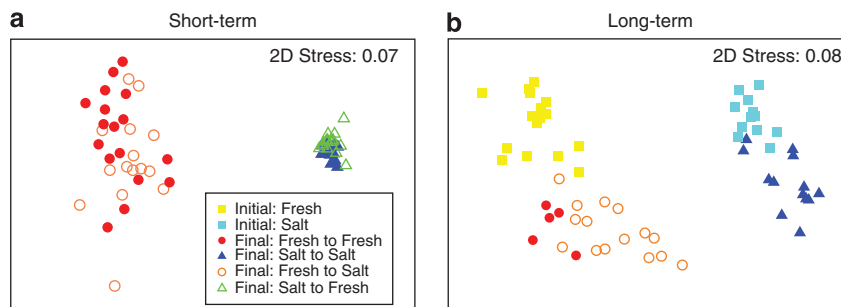 a
Short-term
2D Stress: 0.07
Initial: Fresh
Initial: Salt
Final: Fresh to Fresh
Final: Salt to Salt
Final: Fresh to Salt
Final: Salt to Fresh
b
Long-term
2D Stress: 0.08